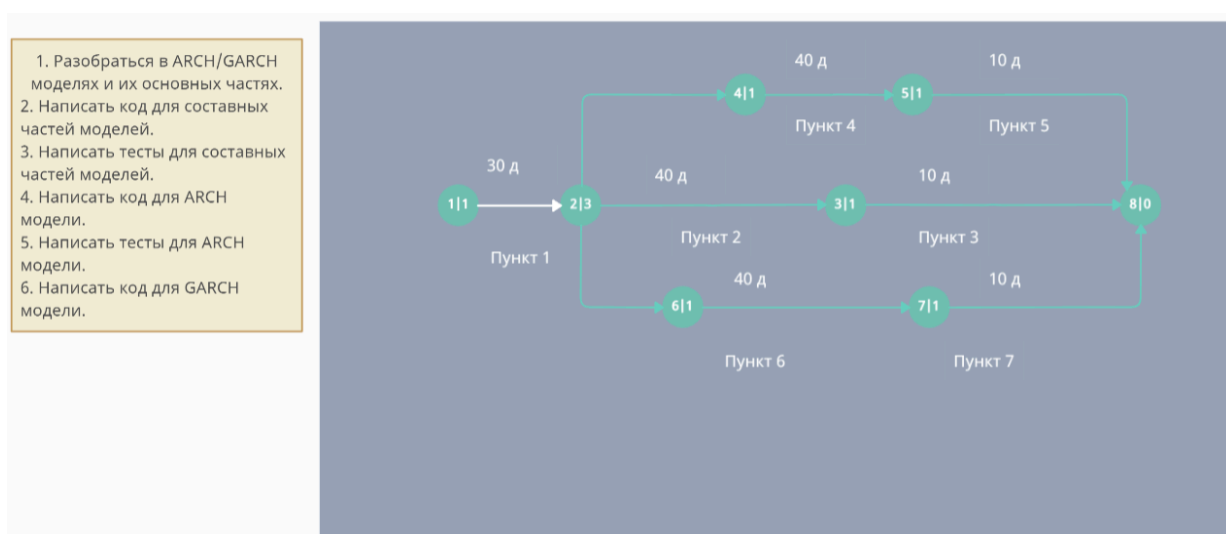 1. Разобраться в ARCH/GARCH
моделях и их основных частях.
2. Написать код для составных
частей моделей.
3. Написать тесты для составных
частей моделей.
4. Написать код для ARCH
модели.
5. Написать тесты для ARCH
модели.
6. Написать код для GARCH
модели.
40 д
10 д
4|1
5|1
Пункт 4
Пункт 5
30 д
40 д
10 д
1|1
2|3
3|1
8|0
Пункт 1
Пункт 2
Пункт 3
40 д
10 д
6|1
7|1
Пункт 6
Пункт 7